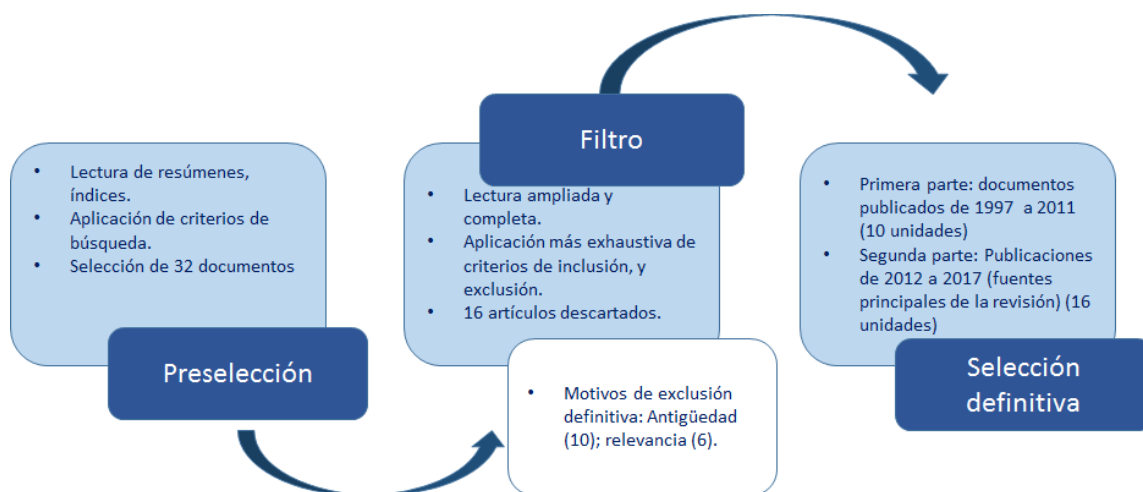 • Lectura de resúmenes,
índices.
• Aplicación de criterios de
búsqueda.
• Selección de 32 documentos
Preselección
Filtro
• Lectura ampliada y
completa.
• Aplicación más exhaustiva de
criterios de inclusión, y
exclusión.
• 16 artículos descartados.
• Motivos de exclusión
definitiva: Antigüedad
(10); relevancia (6).
• Primera parte: documentos
publicados de 1997 a 2011
(10 unidades)
• Segunda parte: Publicaciones
de 2012 a 2017 (fuentes
principales de la revisión) (16
unidades)
Selección
definitiva